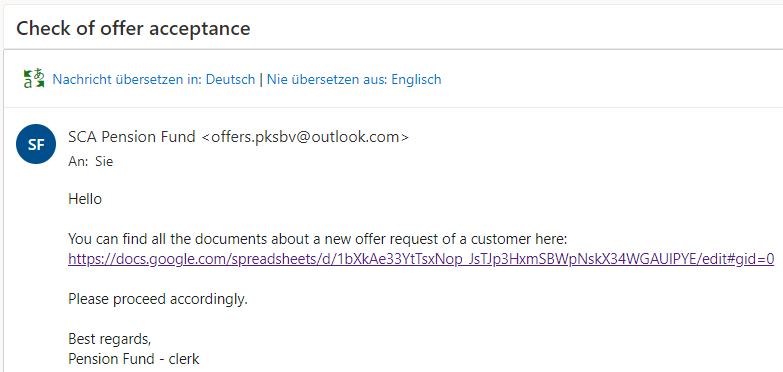 Check of offer acceptance
Nachricht übersetzen in: Deutsch | Nie übersetzen aus: Englisch
SF
SCA Pension Fund <offers.pksbv@outlook.com>
An: Sie
Hello
You can find all the documents about a new offer request of a customer here:
https://docs.google.com/spreadsheets/d/1bXkAe33YtTsxNop_JsTJp3HxmSBWpNskX34WGAUIPYE/edit#gid=0
Please proceed accordingly.
Best regards,
Pension Fund - clerk